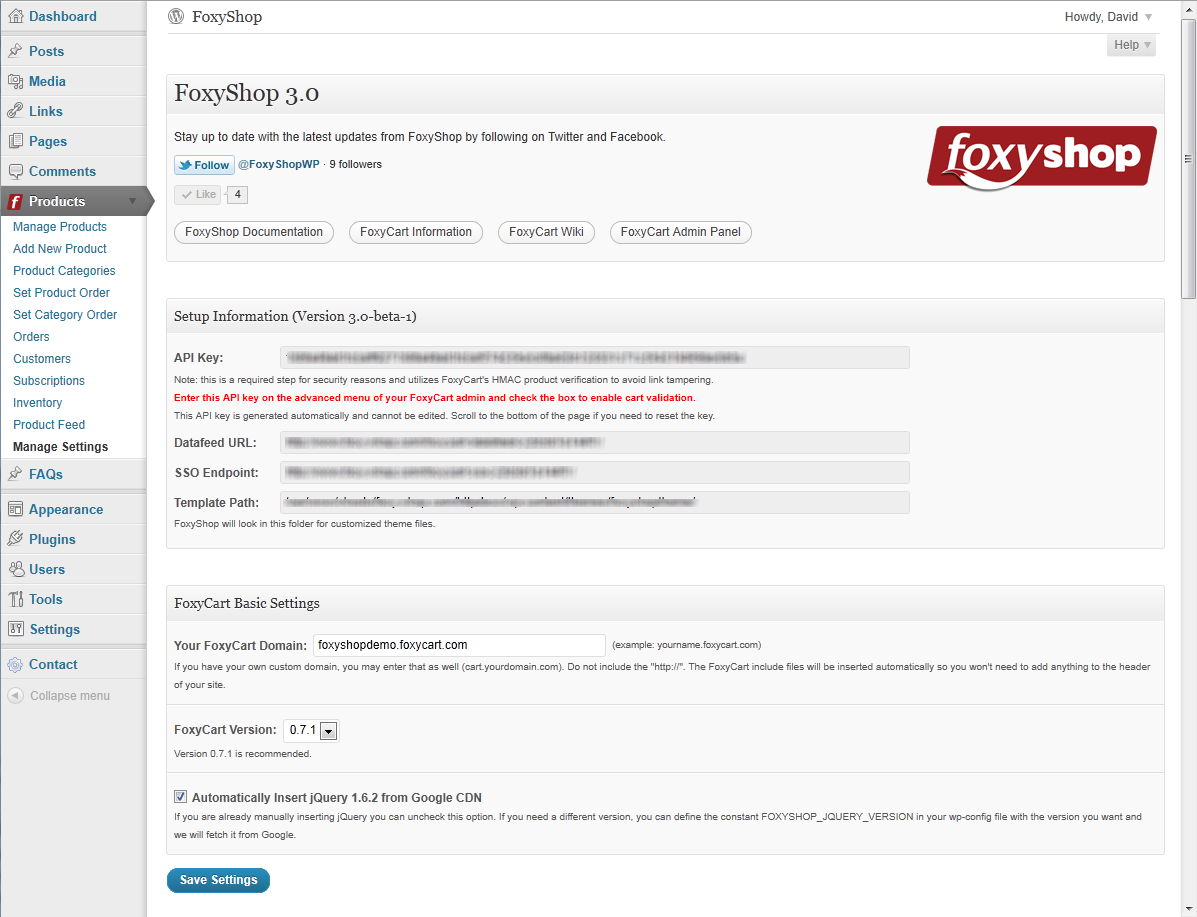 Dashboard
Posts
Media
Links
Pages
Comments
Products
Manage Products
Add New Product
Product Categories
Set Product Order
Set Category Order
Orders
Customers
Subscriptions
Inventory
Product Feed
Manage Settings
FAQs
Appearance
Plugins
Users
Tools
Settings
Contact
Collapse menu
FoxyShop
Howdy, David
Help
FoxyShop 3.0
Stay up to date with the latest updates from FoxyShop by following on Twitter and Facebook.
foxyshop
Follow @FoxyShopWP · 9 followers
Like 4
FoxyShop Documentation FoxyCart Information FoxyCart Wiki FoxyCart Admin Panel
Setup Information (Version 3.0-beta-1)
API Key:
Note: this is a required step for security reasons and utilizes FoxyCart's HMAC product verification to avoid link tampering.
Enter this API key on the advanced menu of your FoxyCart admin and check the box to enable cart validation.
This API key is generated automatically and cannot be edited. Scroll to the bottom of the page if you need to reset the key.
Datafeed URL:
SSO Endpoint:
Template Path:
FoxyShop will look in this folder for customized theme files.
FoxyCart Basic Settings
Your FoxyCart Domain: foxyshopdemo.foxycart.com (example: yourname.foxycart.com)
If you have your own custom domain, you may enter that as well (cart.yourdomain.com). Do not include the "http://". The FoxyCart include files will be inserted automatically so you won't need to add anything to the header
of your site.
FoxyCart Version: 0.7.1
Version 0.7.1 is recommended.
Automatically Insert jQuery 1.6.2 from Google CDN
If you are already manually inserting jQuery you can uncheck this option. If you need a different version, you can define the constant FOXYSHOP_JQUERY_VERSION in your wp-config file with the version you want and
we will fetch it from Google.
Save Settings